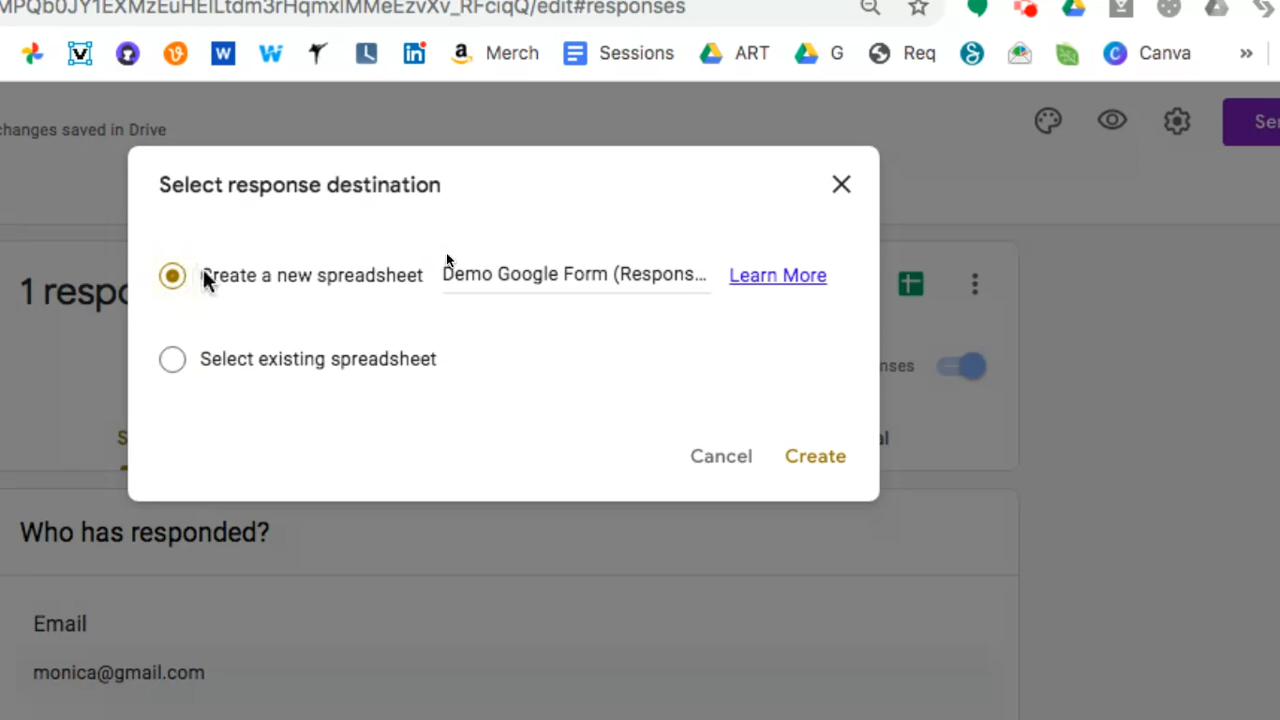 MPQb0JY1EXMzEuHEILtdm3rHqmxIMMeEzvXv_RFciqQ/edit#responses
Merch Sessions ART G Req Canva »
changes saved in Drive
Select response destination
Create a new spreadsheet Demo Google Form (Respons... Learn More
1 respo
Select existing spreadsheet
nses
Cancel Create
Who has responded?
Email
monica@gmail.com